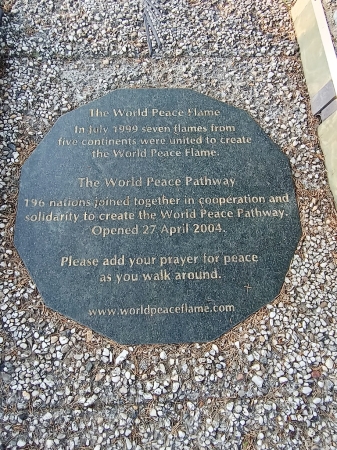 The World Peace Flame
In July 1999 seven flames from
five continents were united to create
the World Peace Flame.
The World Peace Pathway
196 nations joined together in cooperation and
solidarity to create the World Peace Pathway.
Opened 27 April 2004.
Please add your prayer for peace
as you walk around.
www.worldpeaceflame.com